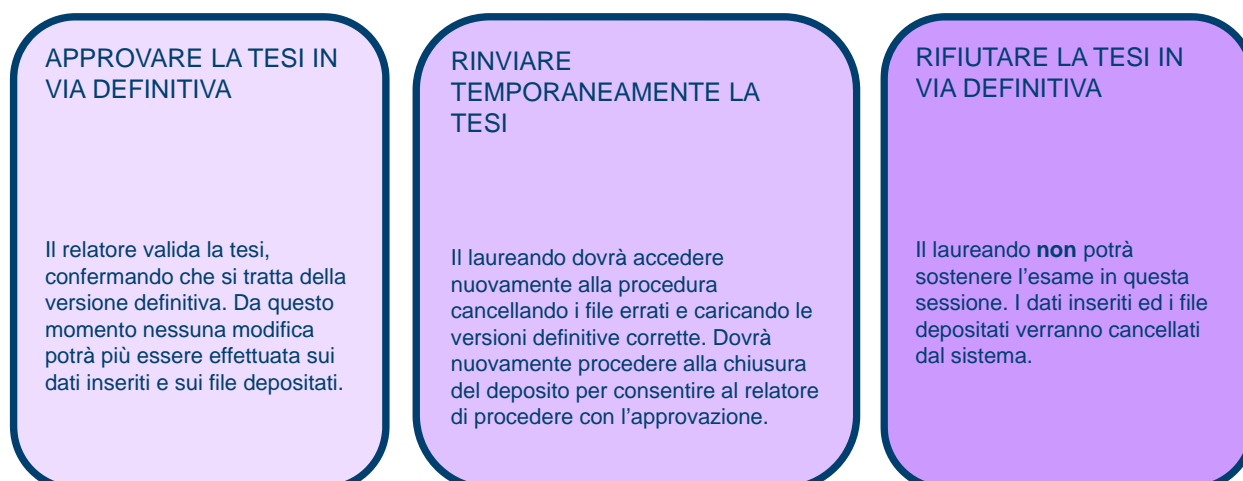 APPROVARE LA TESI IN
VIA DEFINITIVA
Il relatore valida la tesi,
confermando che si tratta della
versione definitiva. Da questo
momento nessuna modifica
potrà più essere effettuata sui
dati inseriti e sui file depositati.
RINVIARE
TEMPORANEAMENTE LA
TESI
Il laureando dovrà accedere
nuovamente alla procedura
cancellando i file errati e caricando le
versioni definitive corrette. Dovrà
nuovamente procedere alla chiusura
del deposito per consentire al relatore
di procedere con l’approvazione.
RIFIUTARE LA TESI IN
VIA DEFINITIVA
Il laureando non potrà
sostenere l’esame in questa
sessione. I dati inseriti ed i file
depositati verranno cancellati
dal sistema.